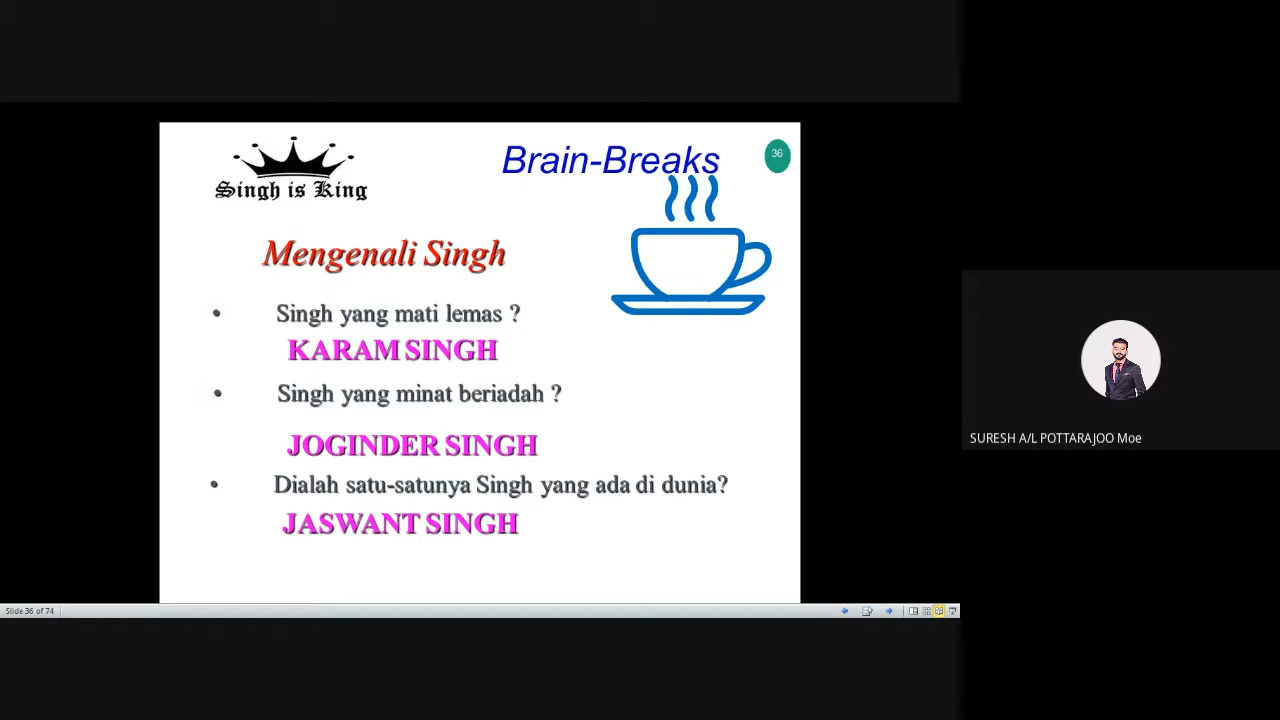 Brain-Breaks
36
Singh is King
Mengenali Singh
• Singh yang mati lemas ?
KARAM SINGH
• Singh yang minat beriadah ?
JOGINDER SINGH
• Dialah satu-satunya Singh yang ada di dunia?
JASWANT SINGH
SURESH A/L POTTARAJOO Moe
Slide 36 of 74